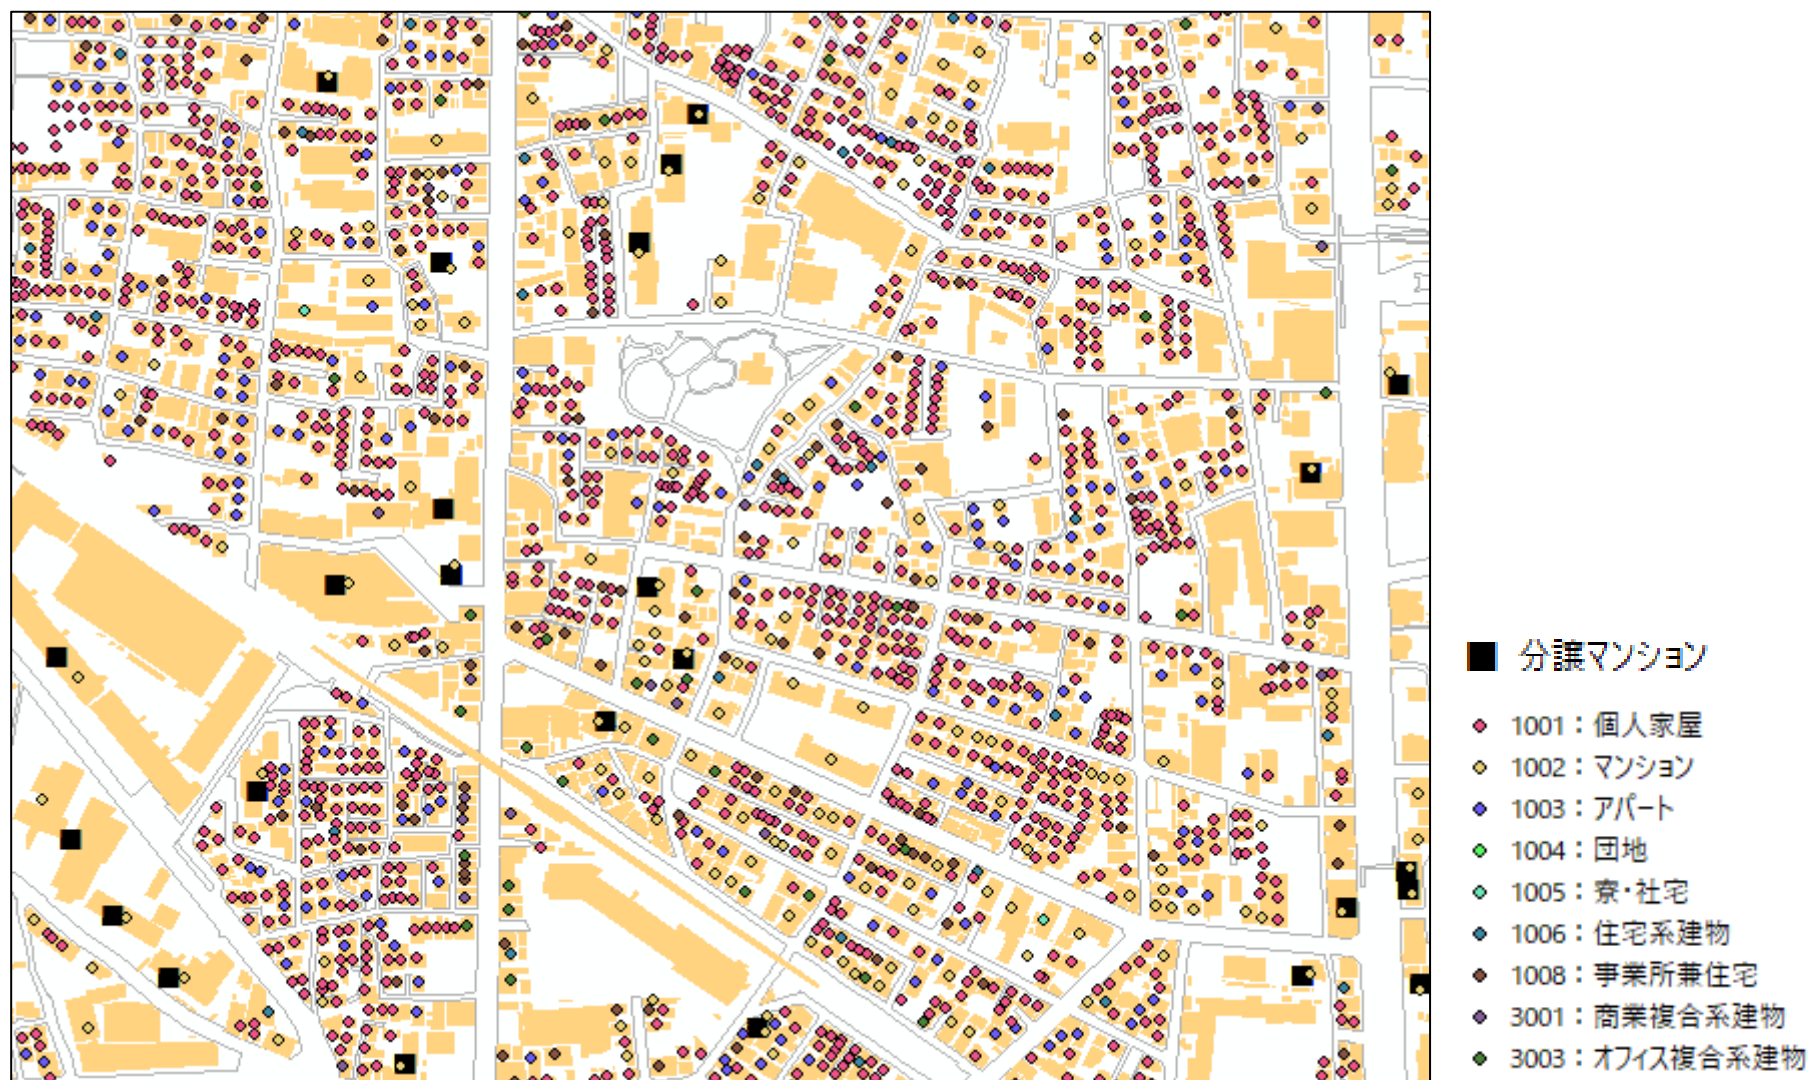 分譲マンション
1001：個人家屋
1002：マンション
1003：アパート
1004：団地
1005：寮・社宅
1006：住宅系建物
1008：事業所兼住宅
3001：商業複合系建物
3003：オフィス複合系建物